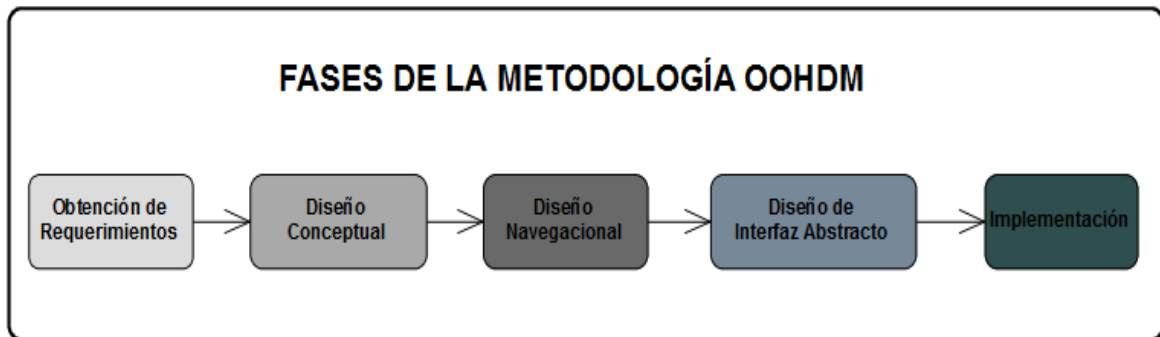 FASES DE LA METODOLOGÍA OOHDM
Obtención de
Requerimientos
Diseño
Conceptual
Diseño
Navegacional
Diseño de
Interfaz Abstracto
Implementación